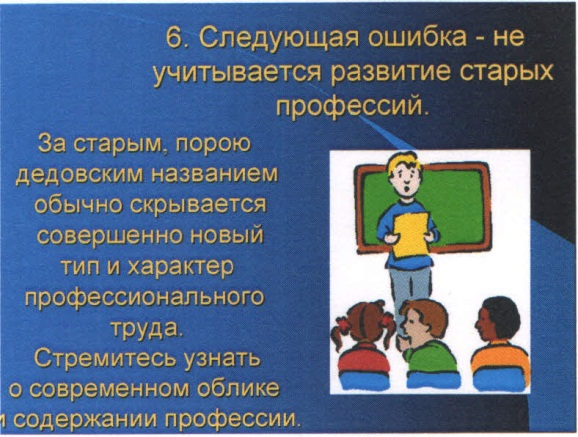 6. Следующая ошибка - не
учитывается развитие старых
профессий.
За старым, порою
дедовским названием
обычно скрывается
совершенно новый
тип и характер
профессионального
труда.
Стремитесь узнать
о современном облике
и содержании профессии.